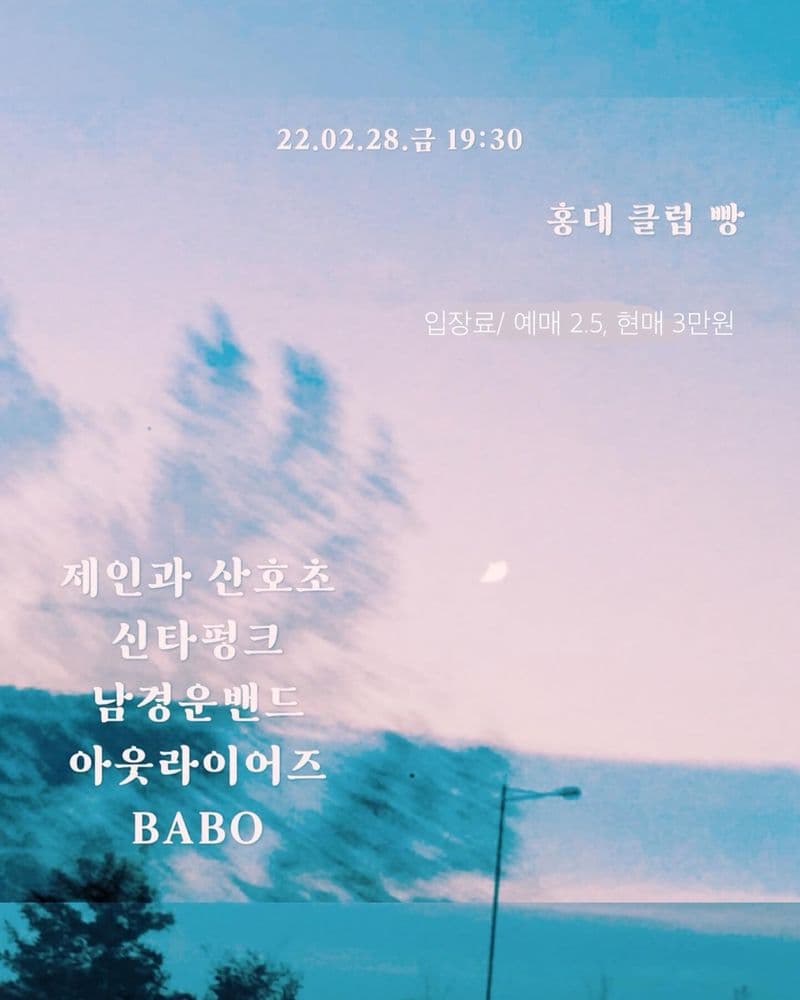 22.02.28.금 19:30
홍대 클럽 빵
입장료/ 예매 2.5, 현매 3만원
제인과 산호초
신타펑크
남경운밴드
아웃라이어즈
BABO